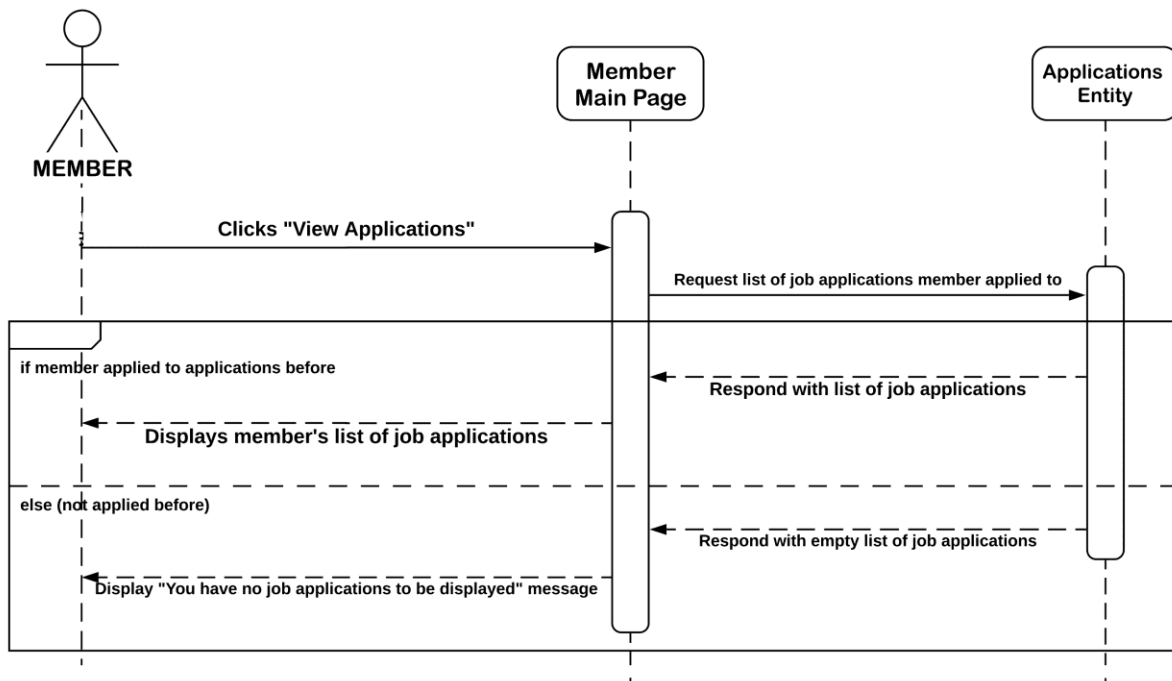 Member
Main Page
Applications
Entity
MEMBER
Clicks "View Applications"
Request list of job applications member applied to
if member applied to applications before
Respond with list of job applications
Displays member's list of job applications
else (not applied before)
Respond with empty list of job applications
Display "You have no job applications to be displayed" message